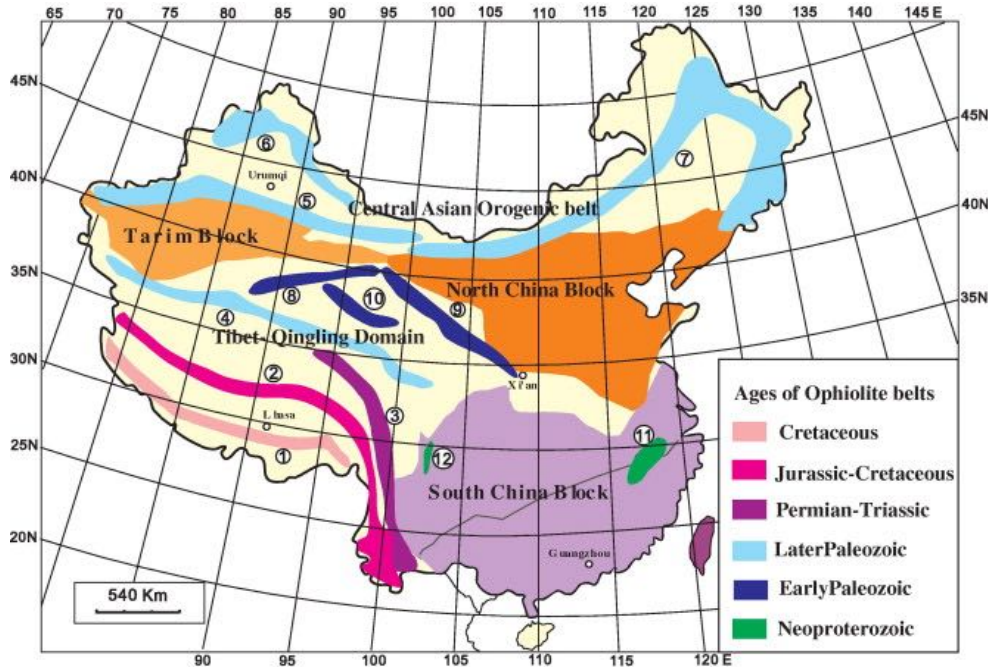 65 70 75 80 85 90 95 100 105 110 115 120 125 130 135 140 145 E
45N
40N
35N
30N
25N
20N
45N
40N
35N
⑥
Urumqi
⑤
⑦
Central Asian Orogenic belt
Tarim Block
North China Block
⑧
⑩
⑨
④
Tibet-Qingling Domain
Xi'an
②
③
Lhasa
①
⑪
⑫
South China Block
Guangzhou
540 Km
Ages of Ophiolite belts
Cretaceous
Jurassic-Cretaceous
Permian-Triassic
LaterPaleozoic
EarlyPaleozoic
Neoproterozoic
90 95 100 105 110 115 120 E